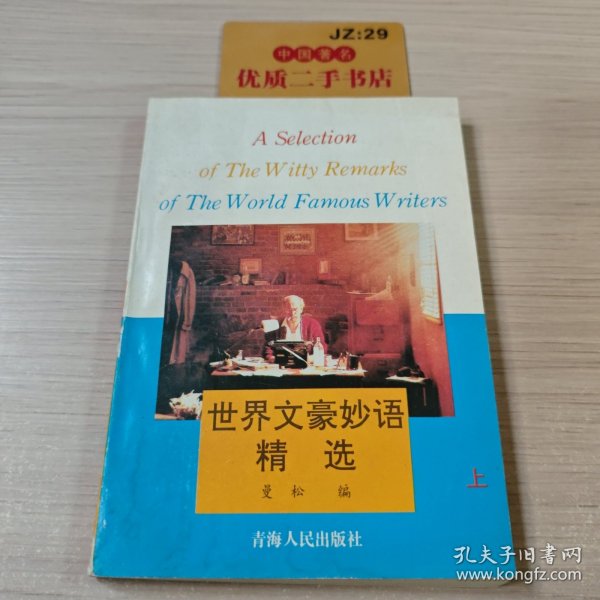 JZ:29
中国著名
优质二手书店
A Selection
of The Witty Remarks
of The World Famous Writers
世界文豪妙语
精 选
曼松 编
上
青海人民出版社
孔夫子旧书网
www.kongfz.com